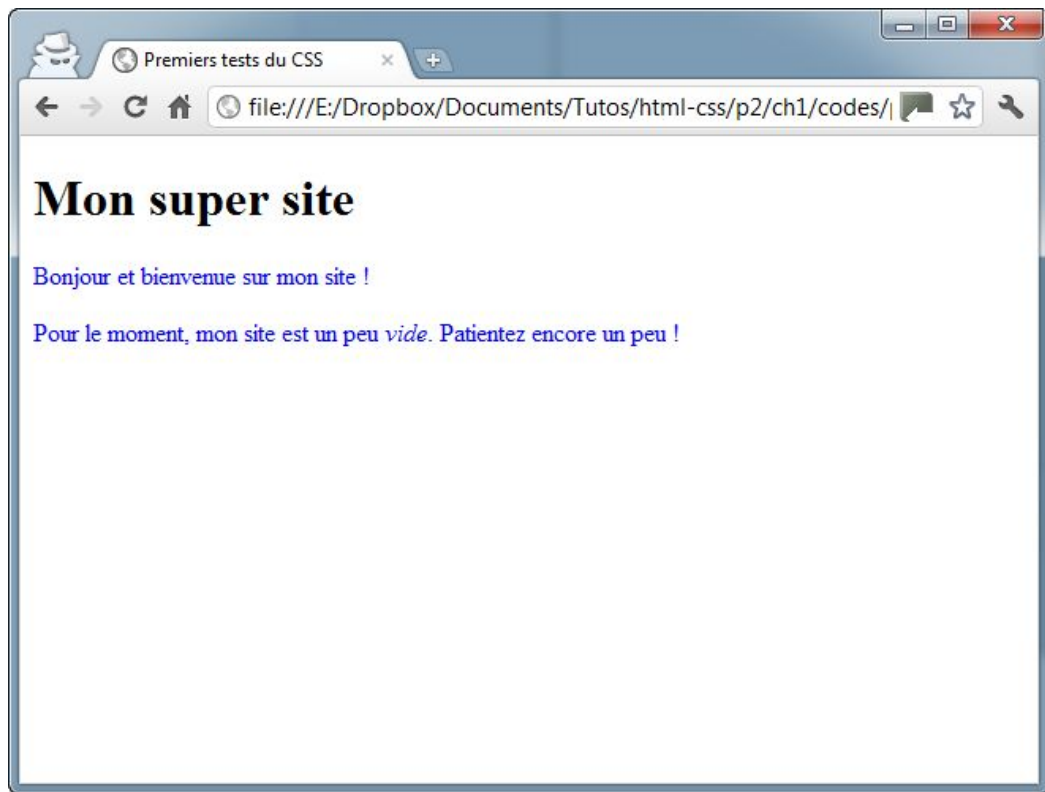 Premiers tests du CSS
file:///E:/Dropbox/Documents/Tutos/html-css/p2/ch1/codes/
Mon super site
Bonjour et bienvenue sur mon site !
Pour le moment, mon site est un peu vide. Patientez encore un peu !